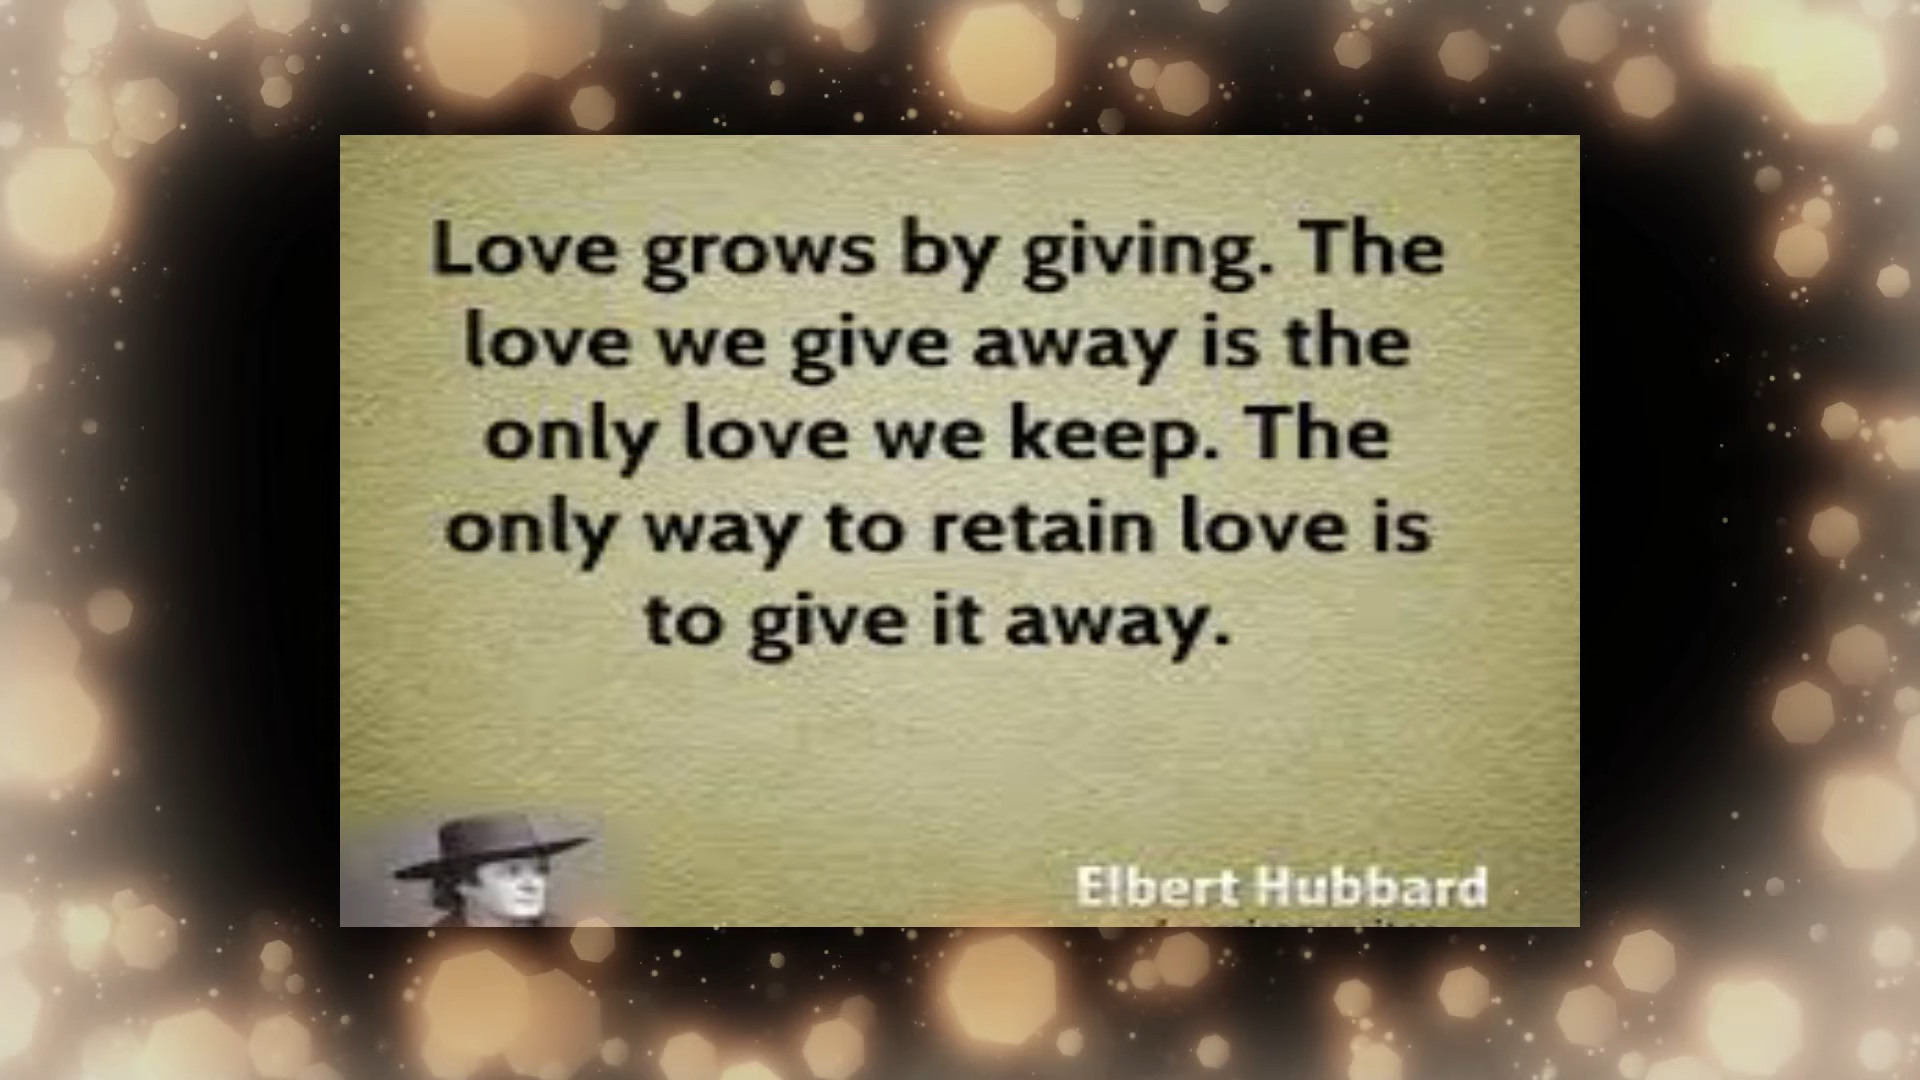 Love grows by giving. The
love we give away is the
only love we keep. The
only way to retain love is
to give it away.
Elbert Hubbard